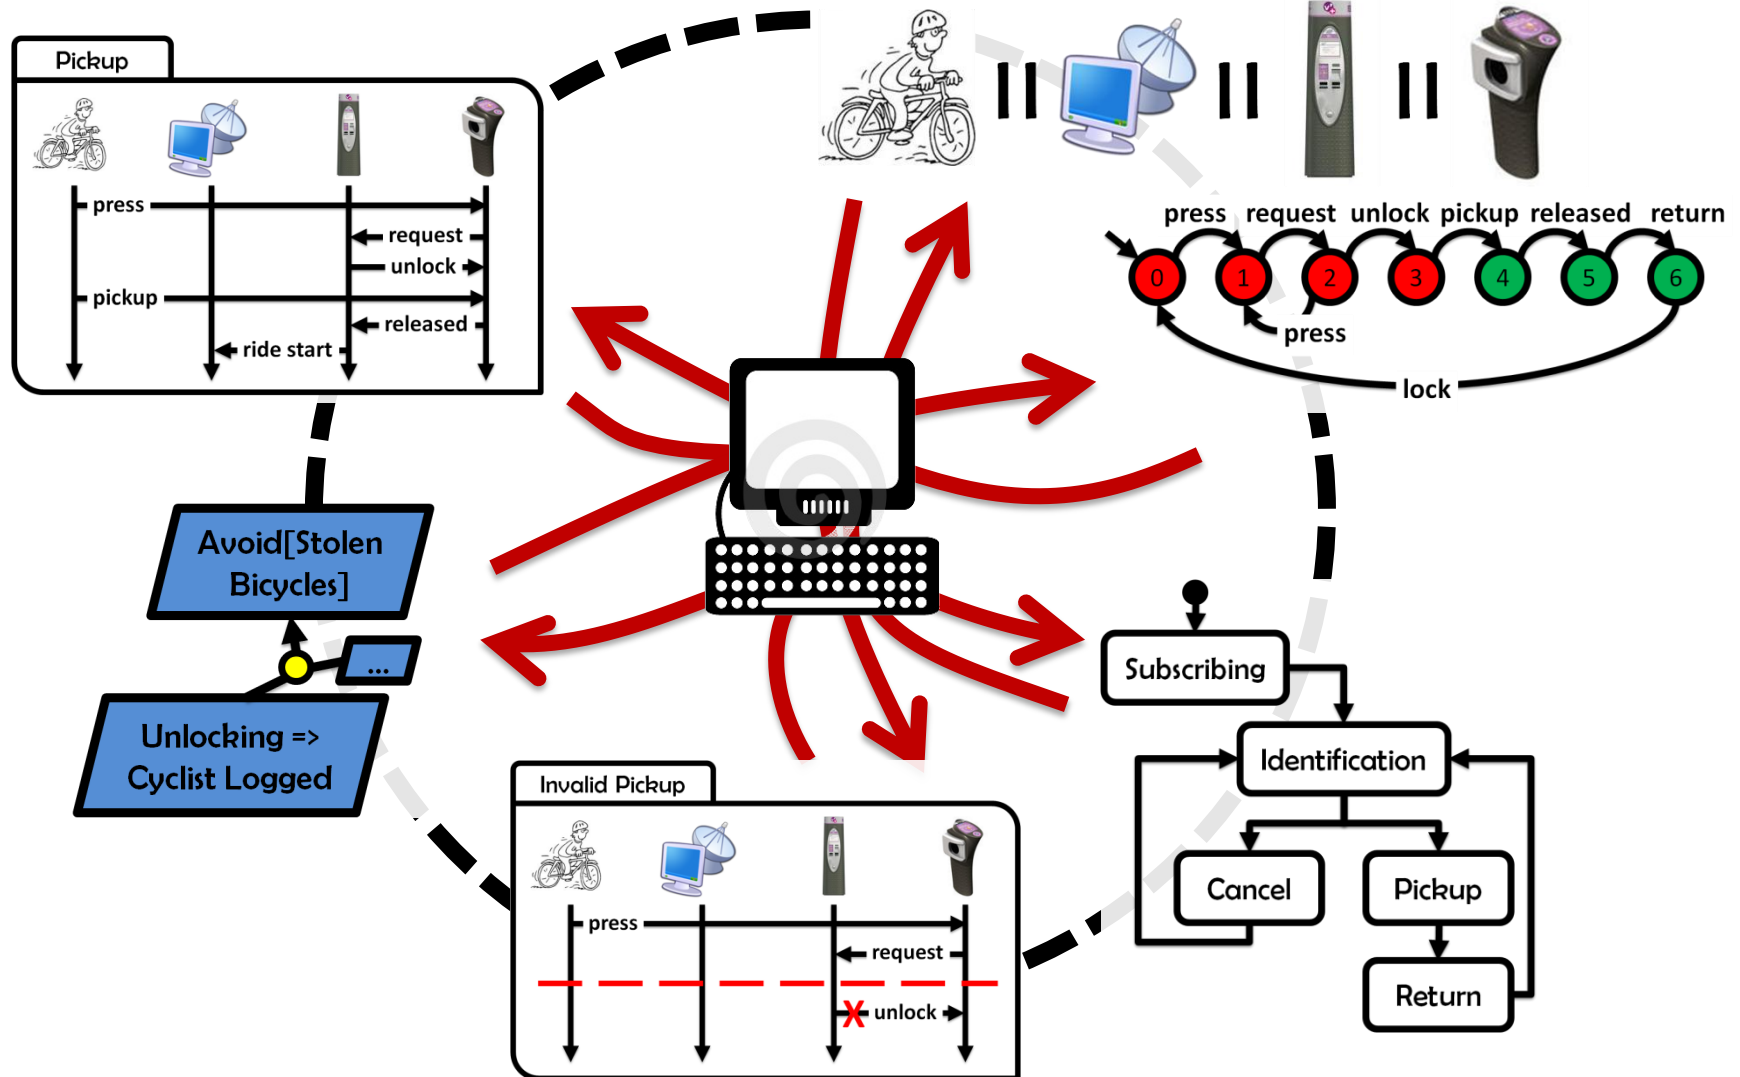 Pickup
press
request
unlock
pickup
released
ride start
press request unlock pickup released return
0 1 2 3 4 5 6
press
lock
Avoid[Stolen
Bicycles]
...
Unlocking =>
Cyclist Logged
Invalid Pickup
press
request
X unlock
Subscribing
Identification
Cancel
Pickup
Return